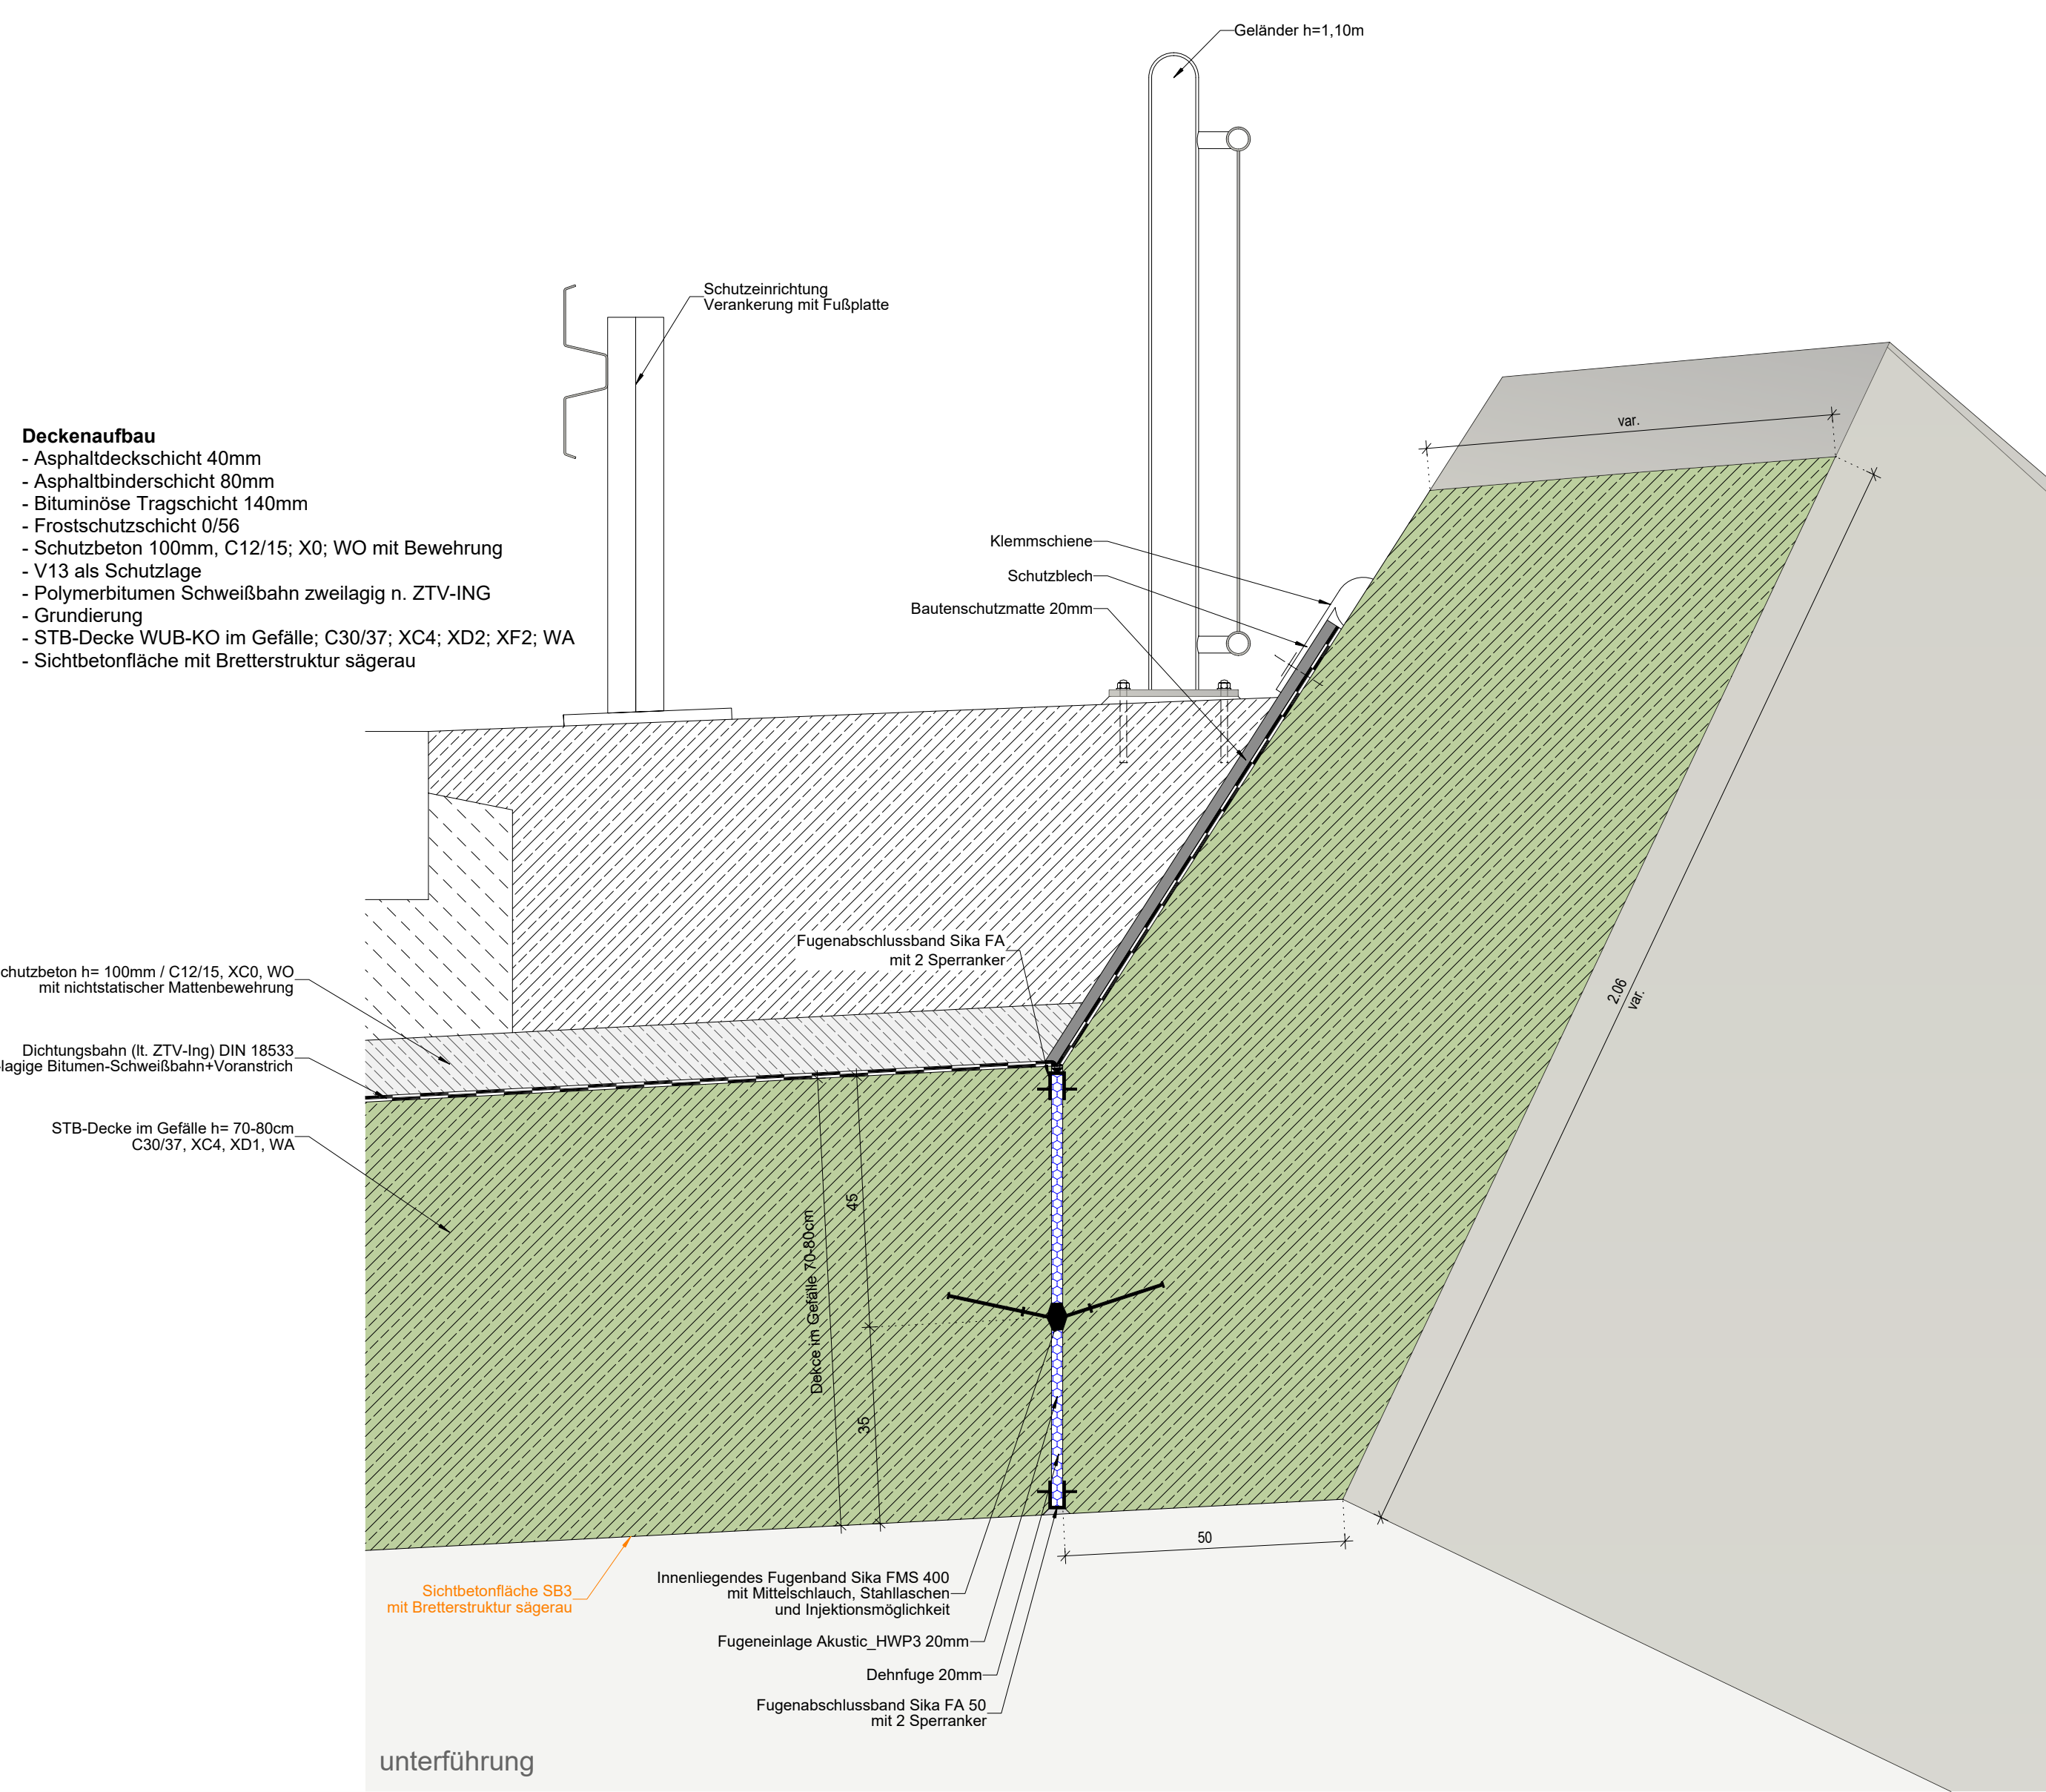 Geländer h=1,10m
Schutzeinrichtung
Verankerung mit Fußplatte
Deckenaufbau
- Asphaltdeckschicht 40mm
- Asphaltbinderschicht 80mm
- Bituminöse Tragschicht 140mm
- Frostschutzschicht 0/56
- Schutzbeton 100mm, C12/15; X0; WO mit Bewehrung
- V13 als Schutzlage
- Polymerbitumen Schweißbahn zweilagig n. ZTV-ING
- Grundierung
- STB-Decke WUB-KO im Gefälle; C30/37; XC4; XD2; XF2; WA
- Sichtbetonfläche mit Bretterstruktur sägerau
var.
Klemmschiene
Schutzblech
Bautenschutzmatte 20mm
Fugenabschlussband Sika FA
mit 2 Sperranker
chutzbeton h= 100mm / C12/15, XC0, WO
mit nichtstatischer Mattenbewehrung
2.06
var.
Dichtungsbahn (lt. ZTV-Ing) DIN 18533
lagige Bitumen-Schweißbahn+Voranstrich
STB-Decke im Gefälle h= 70-80cm
C30/37, XC4, XD1, WA
45
Dekce im Gefälle 70-80cm
35
50
Sichtbetonfläche SB3
mit Bretterstruktur sägerau
Innenliegendes Fugenband Sika FMS 400
mit Mittelschlauch, Stahllaschen
und Injektionsmöglichkeit
Fugeneinlage Akustic_HWP3 20mm
Dehnfuge 20mm
Fugenabschlussband Sika FA 50
mit 2 Sperranker
unterführung